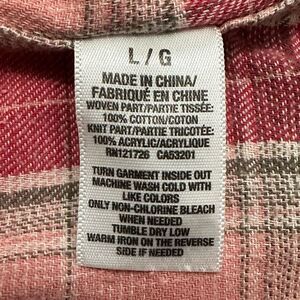 L / G
MADE IN CHINA/
FABRIQUÉ EN CHINE
WOVEN PART/PARTIE TISSÉE:
100% COTTON/COTON
KNIT PART/PARTIE TRICOTÉE:
100% ACRYLIC/ACRYLIQUE
RN121726 CA53201
TURN GARMENT INSIDE OUT
MACHINE WASH COLD WITH
LIKE COLORS
ONLY NON-CHLORINE BLEACH
WHEN NEEDED
TUMBLE DRY LOW
WARM IRON ON THE REVERSE
SIDE IF NEEDED